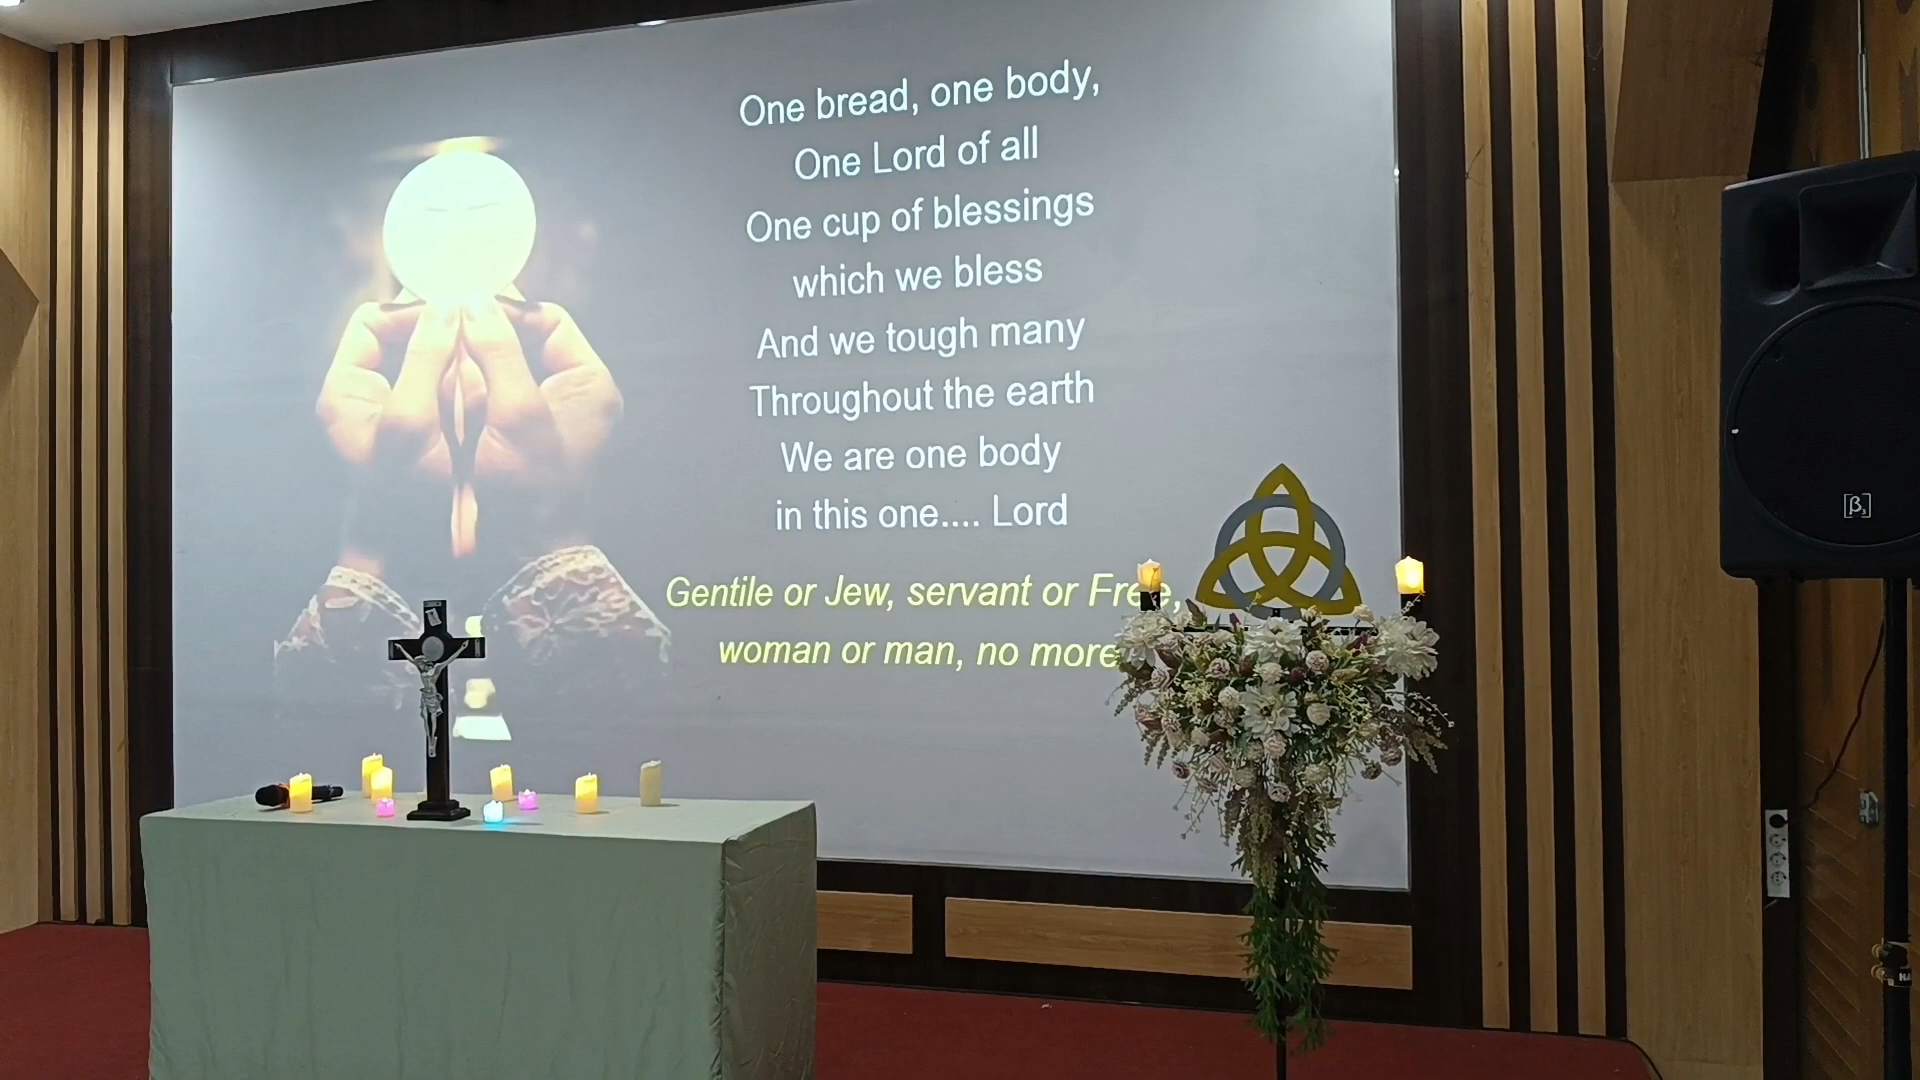 One bread, one body,
One Lord of all
One cup of blessings
which we bless
And we tough many
Throughout the earth
We are one body
in this one.... Lord
Gentile or Jew, servant or Free,
woman or man, no more
β3